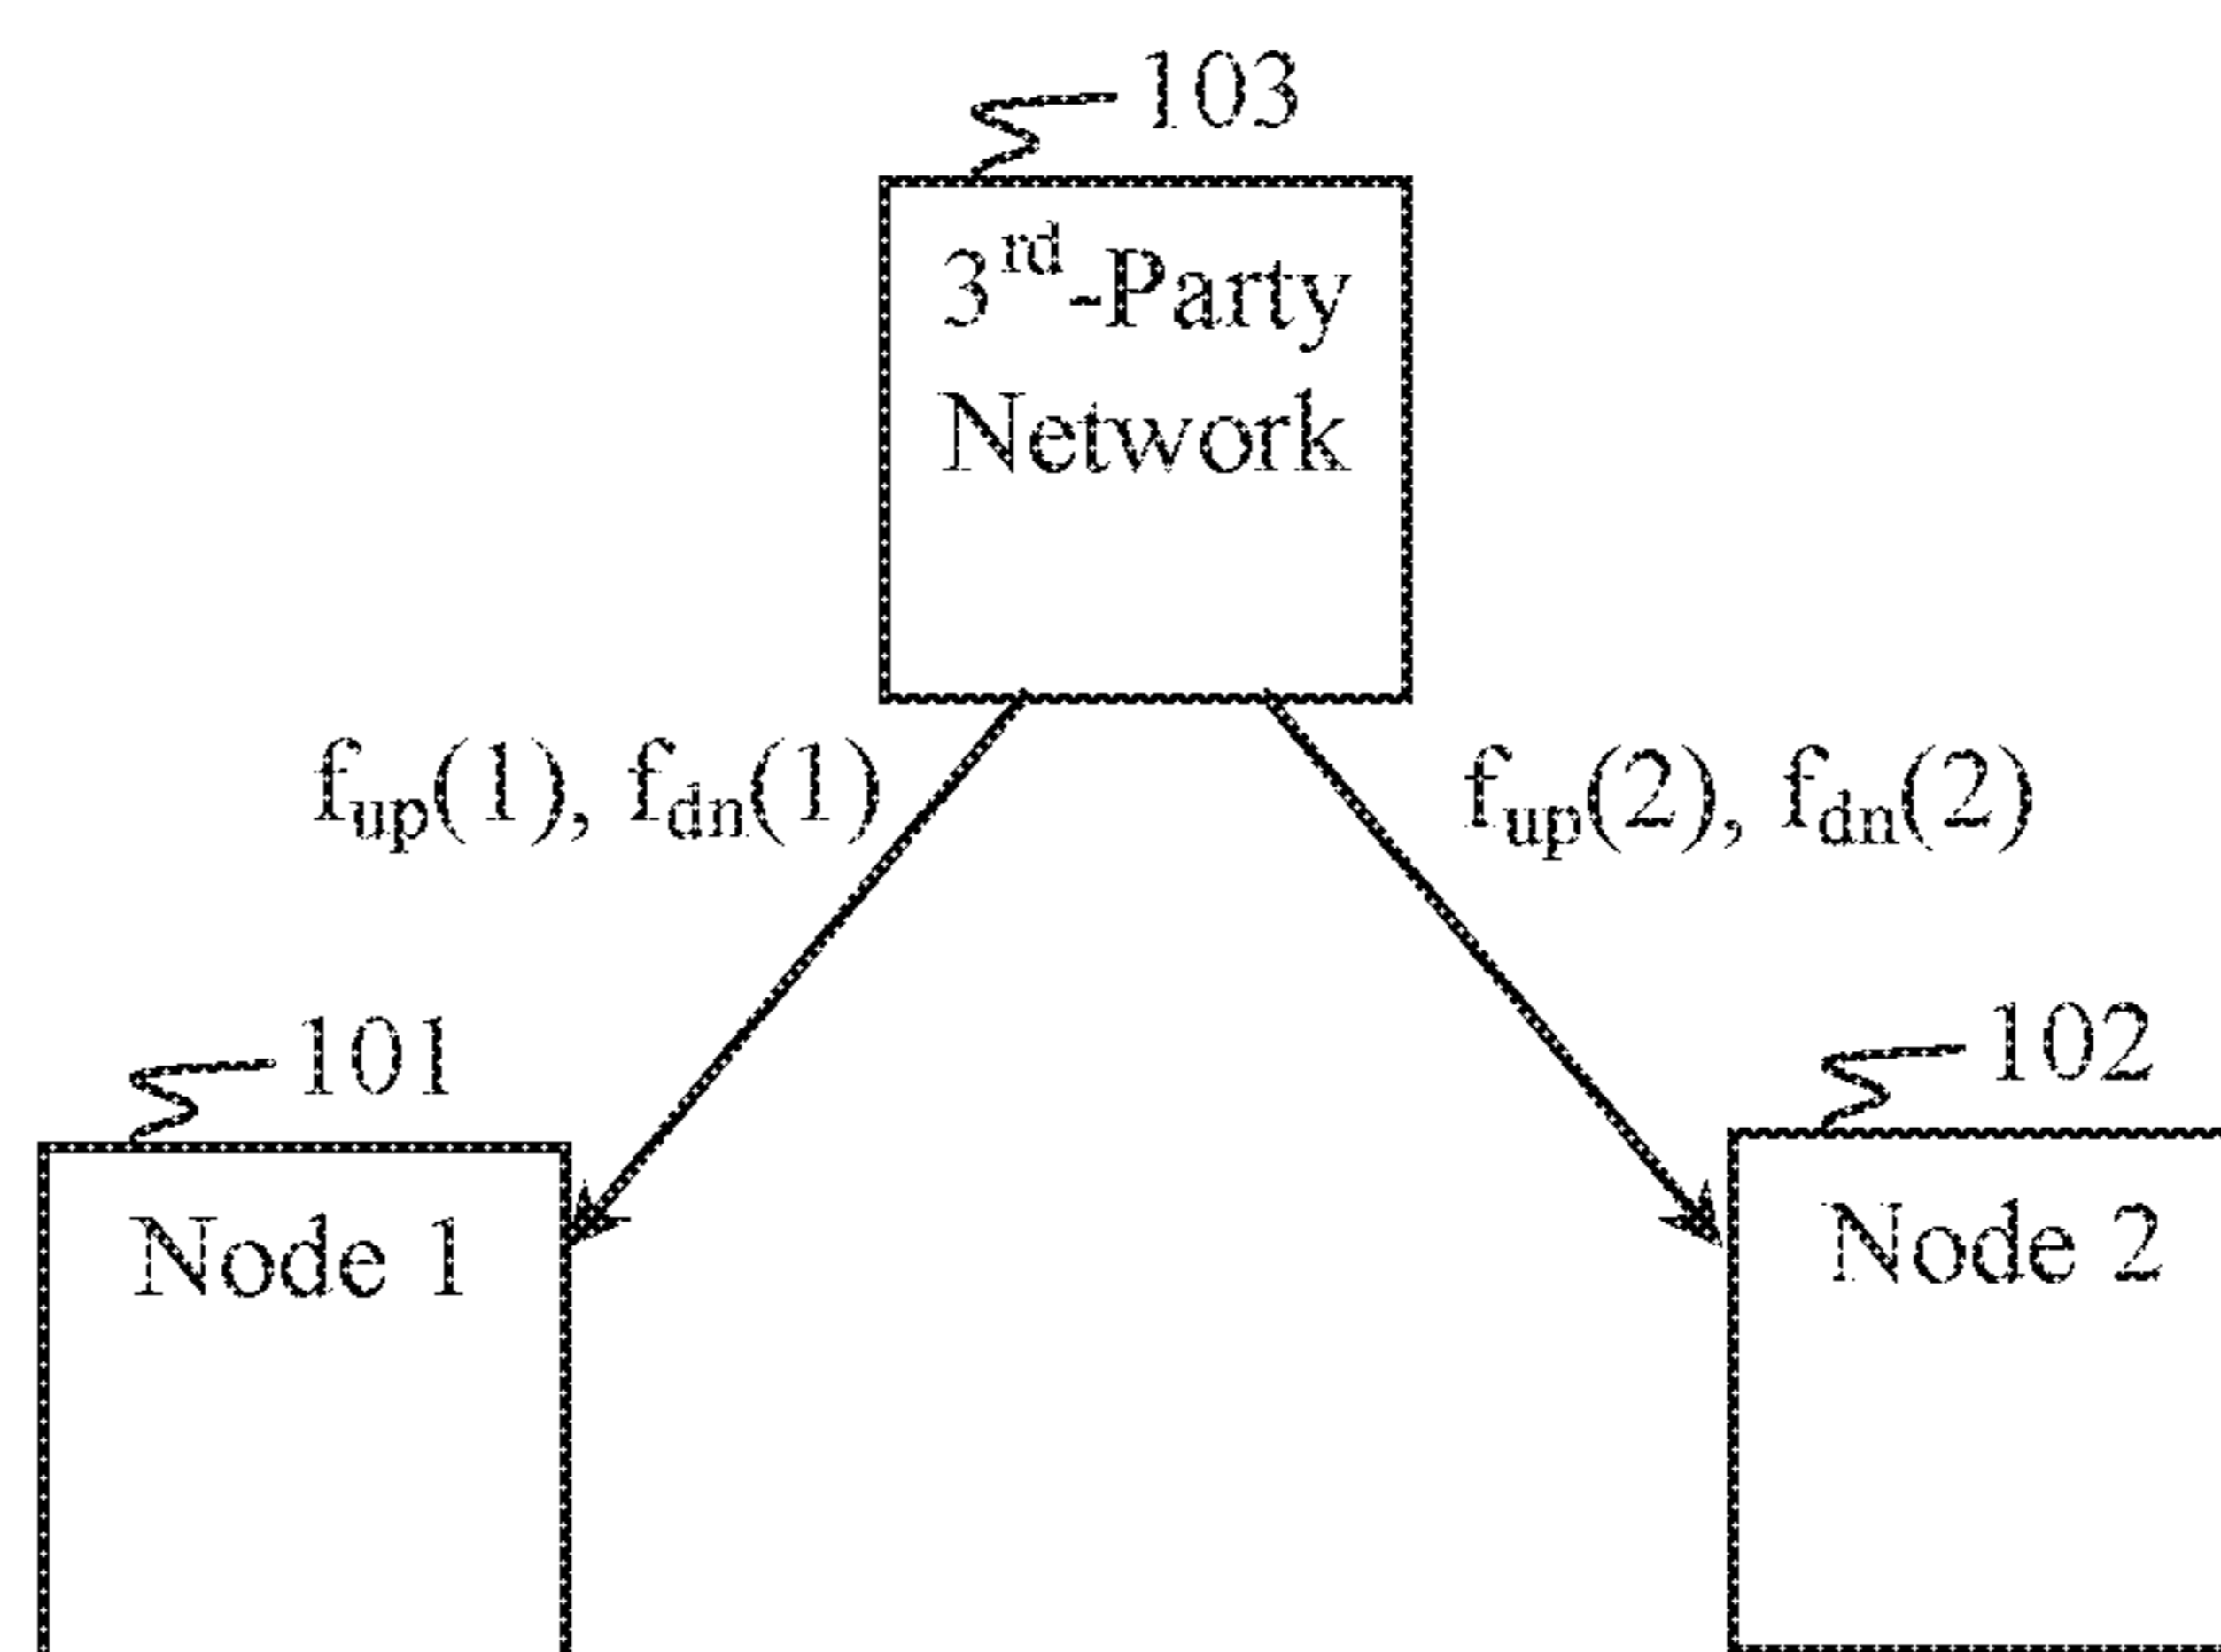 103
3rd-Party
Network
fup(1), fdn(1)
fup(2), fdn(2)
101
102
Node 1
Node 2